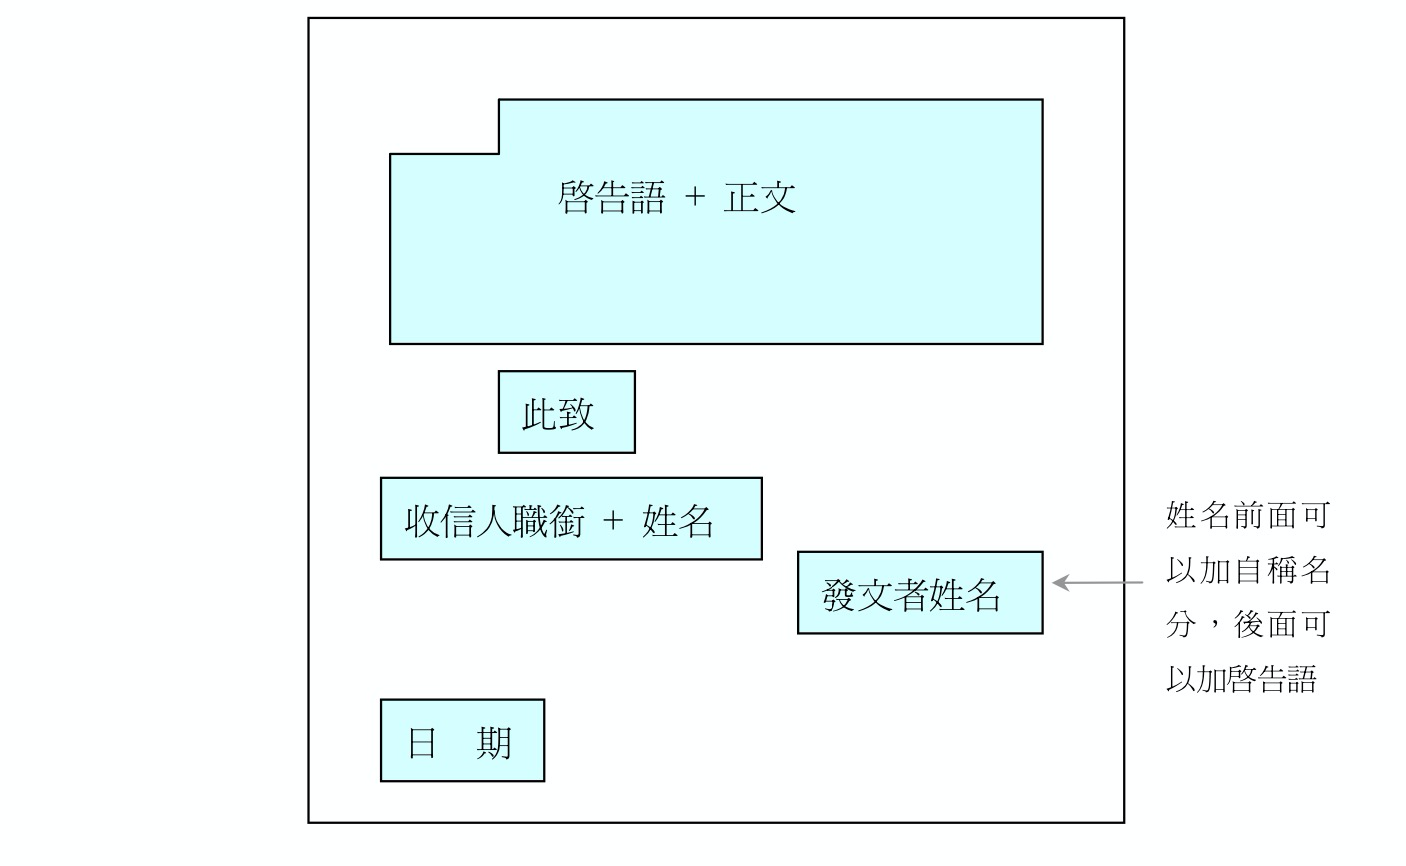 啓告語 + 正文
此致
收信人職銜 + 姓名
發文者姓名
姓名前面可
以加自稱名
分，後面可
以加啓告語
日　期